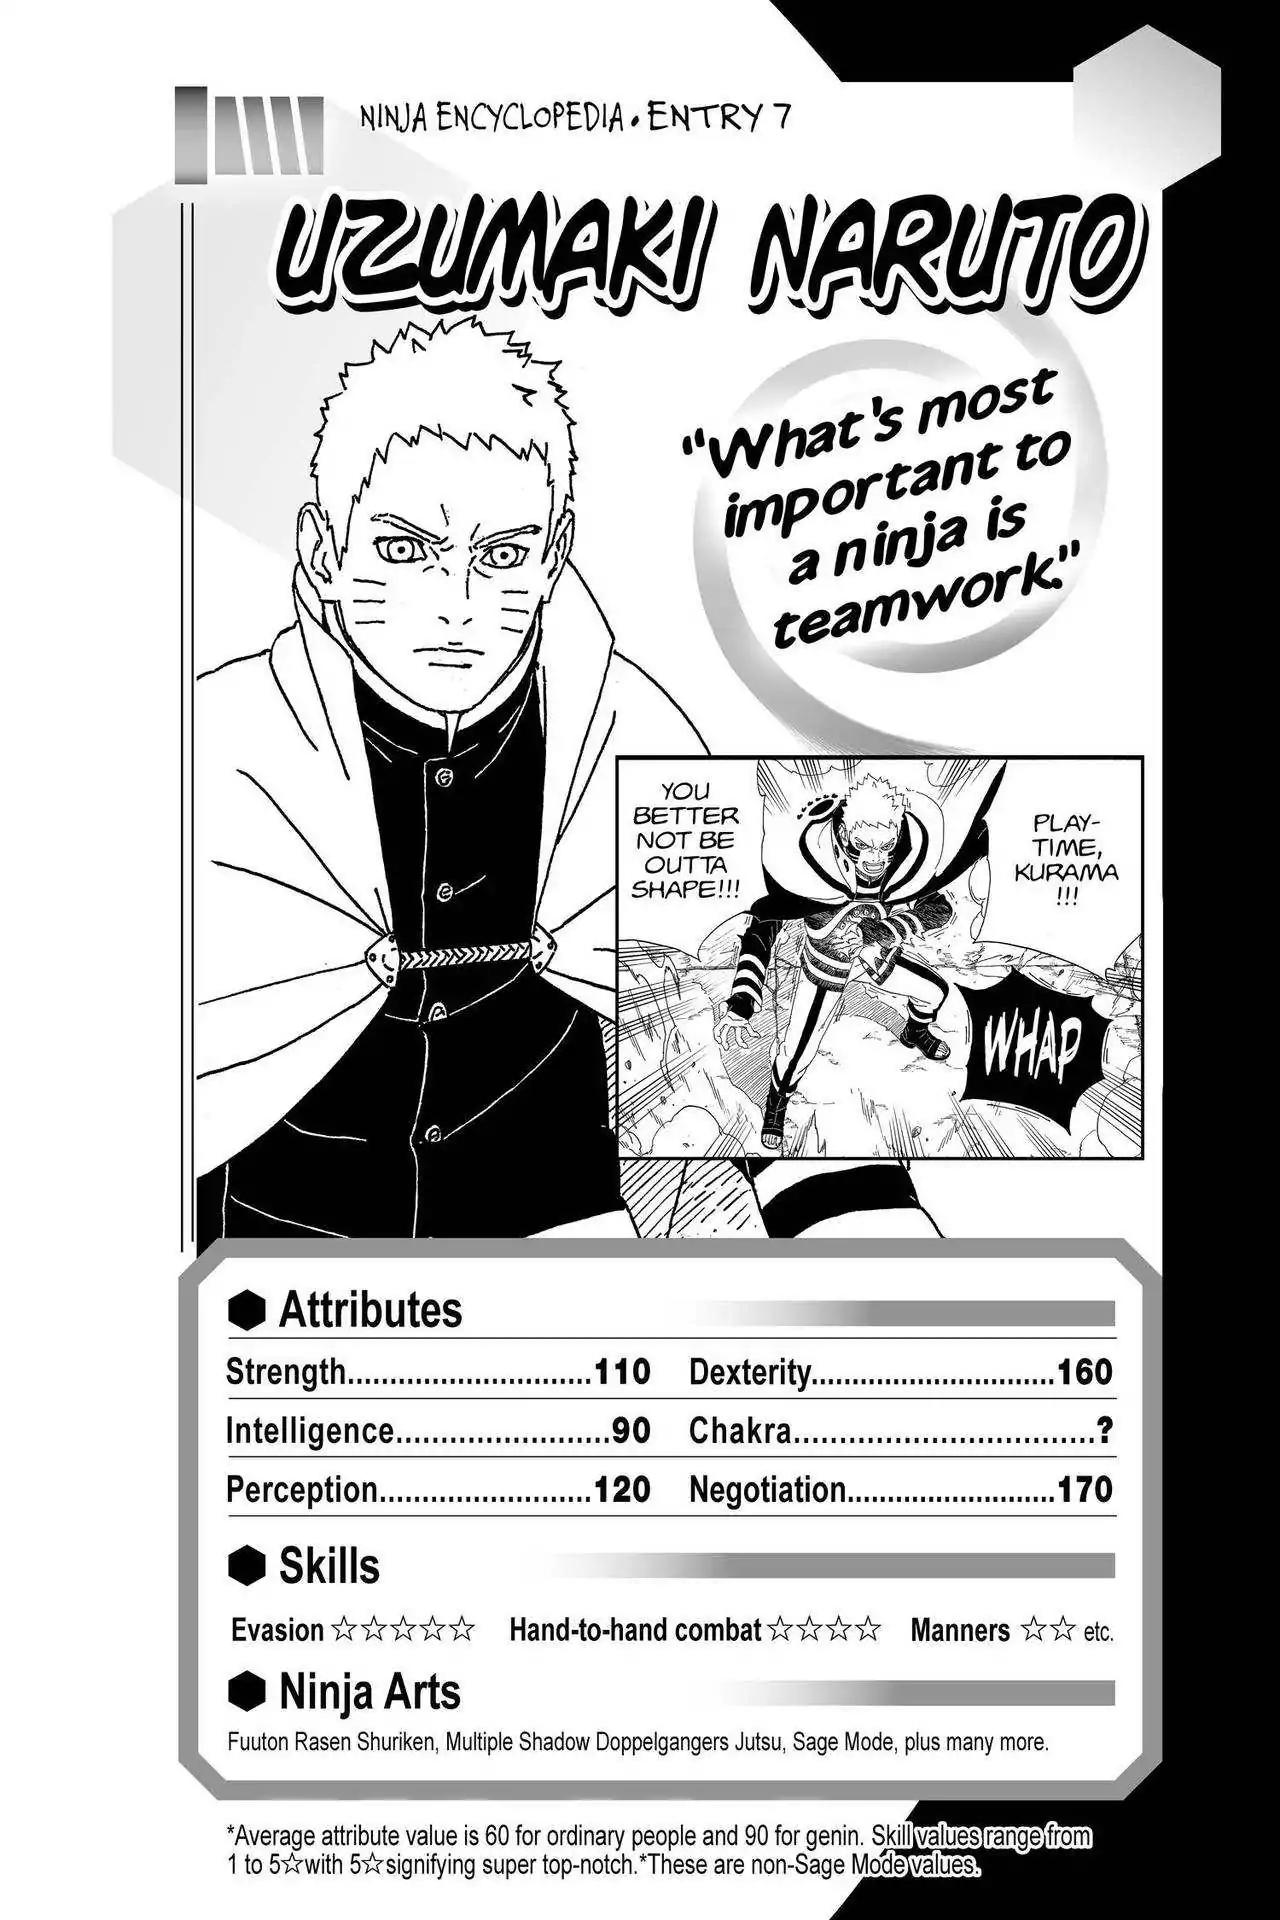 NINJA ENCYCLOPEDIA • ENTRY 7
UZUMAKI NARUTO
"What's most
important to
a ninja is
teamwork."
PLAY-
TIME,
KURAMA
!!!
YOU
BETTER
NOT BE
OUTTA
SHAPE!!!
WHAP
Attributes
Strength...........................110 Dexterity.............................160
Intelligence........................90 Chakra.................................?
Perception........................120 Negotiation.........................170
Skills
Evasion ☆☆☆☆☆ Hand-to-hand combat ☆☆☆☆ Manners ☆☆ etc.
Ninja Arts
Fuuton Rasen Shuriken, Multiple Shadow Doppelgangers Jutsu, Sage Mode, plus many more.
*Average attribute value is 60 for ordinary people and 90 for genin. Skill values range from
1 to 5☆with 5☆signifying super top-notch.*These are non-Sage Mode values.